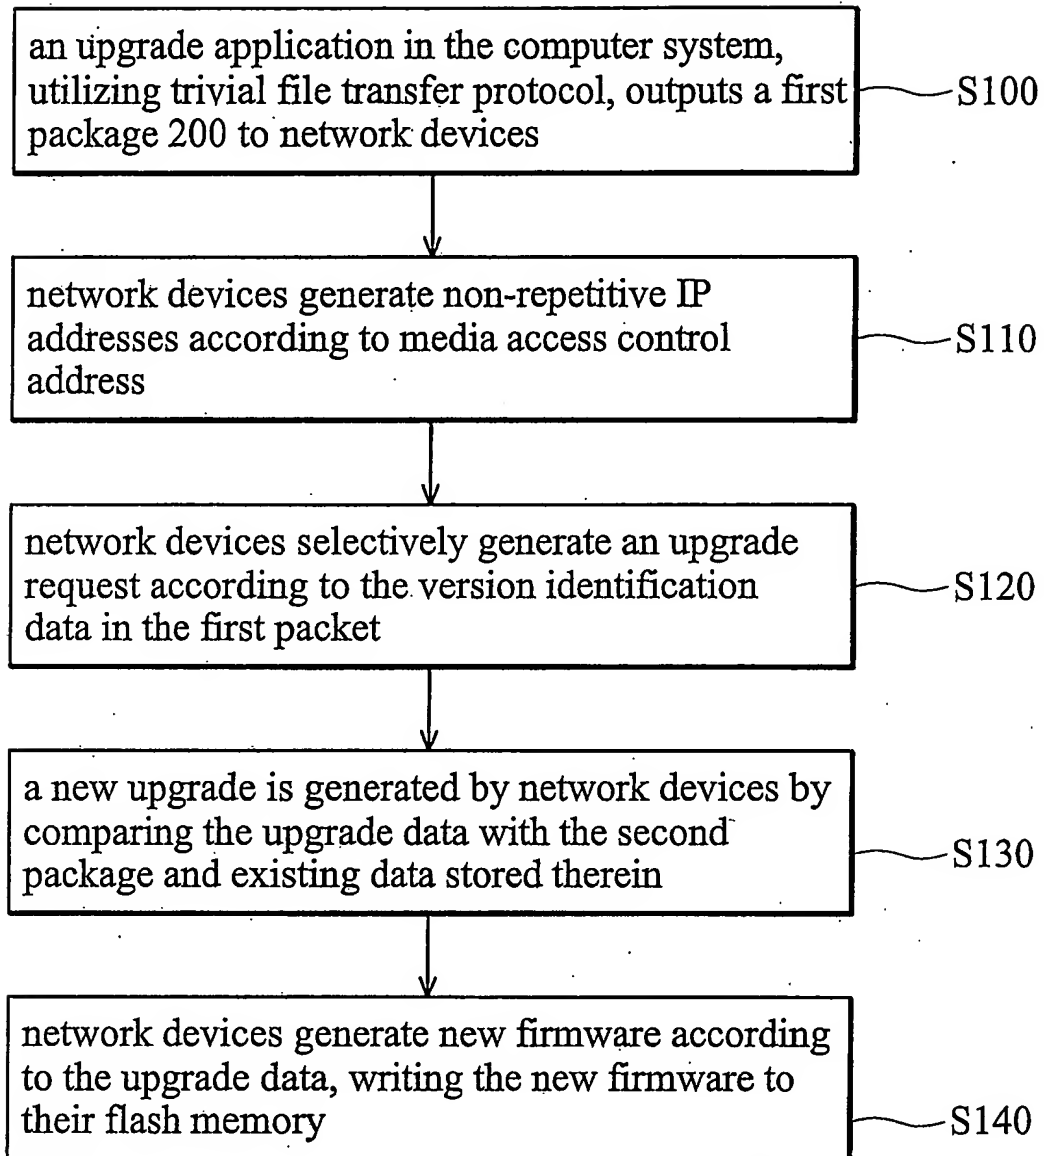 an upgrade application in the computer system,
utilizing trivial file transfer protocol, outputs a first
package 200 to network devices
S100
network devices generate non-repetitive IP
addresses according to media access control
address
S110
network devices selectively generate an upgrade
request according to the version identification
data in the first packet
S120
a new upgrade is generated by network devices by
comparing the upgrade data with the second
package and existing data stored therein
S130
network devices generate new firmware according
to the upgrade data, writing the new firmware to
their flash memory
S140